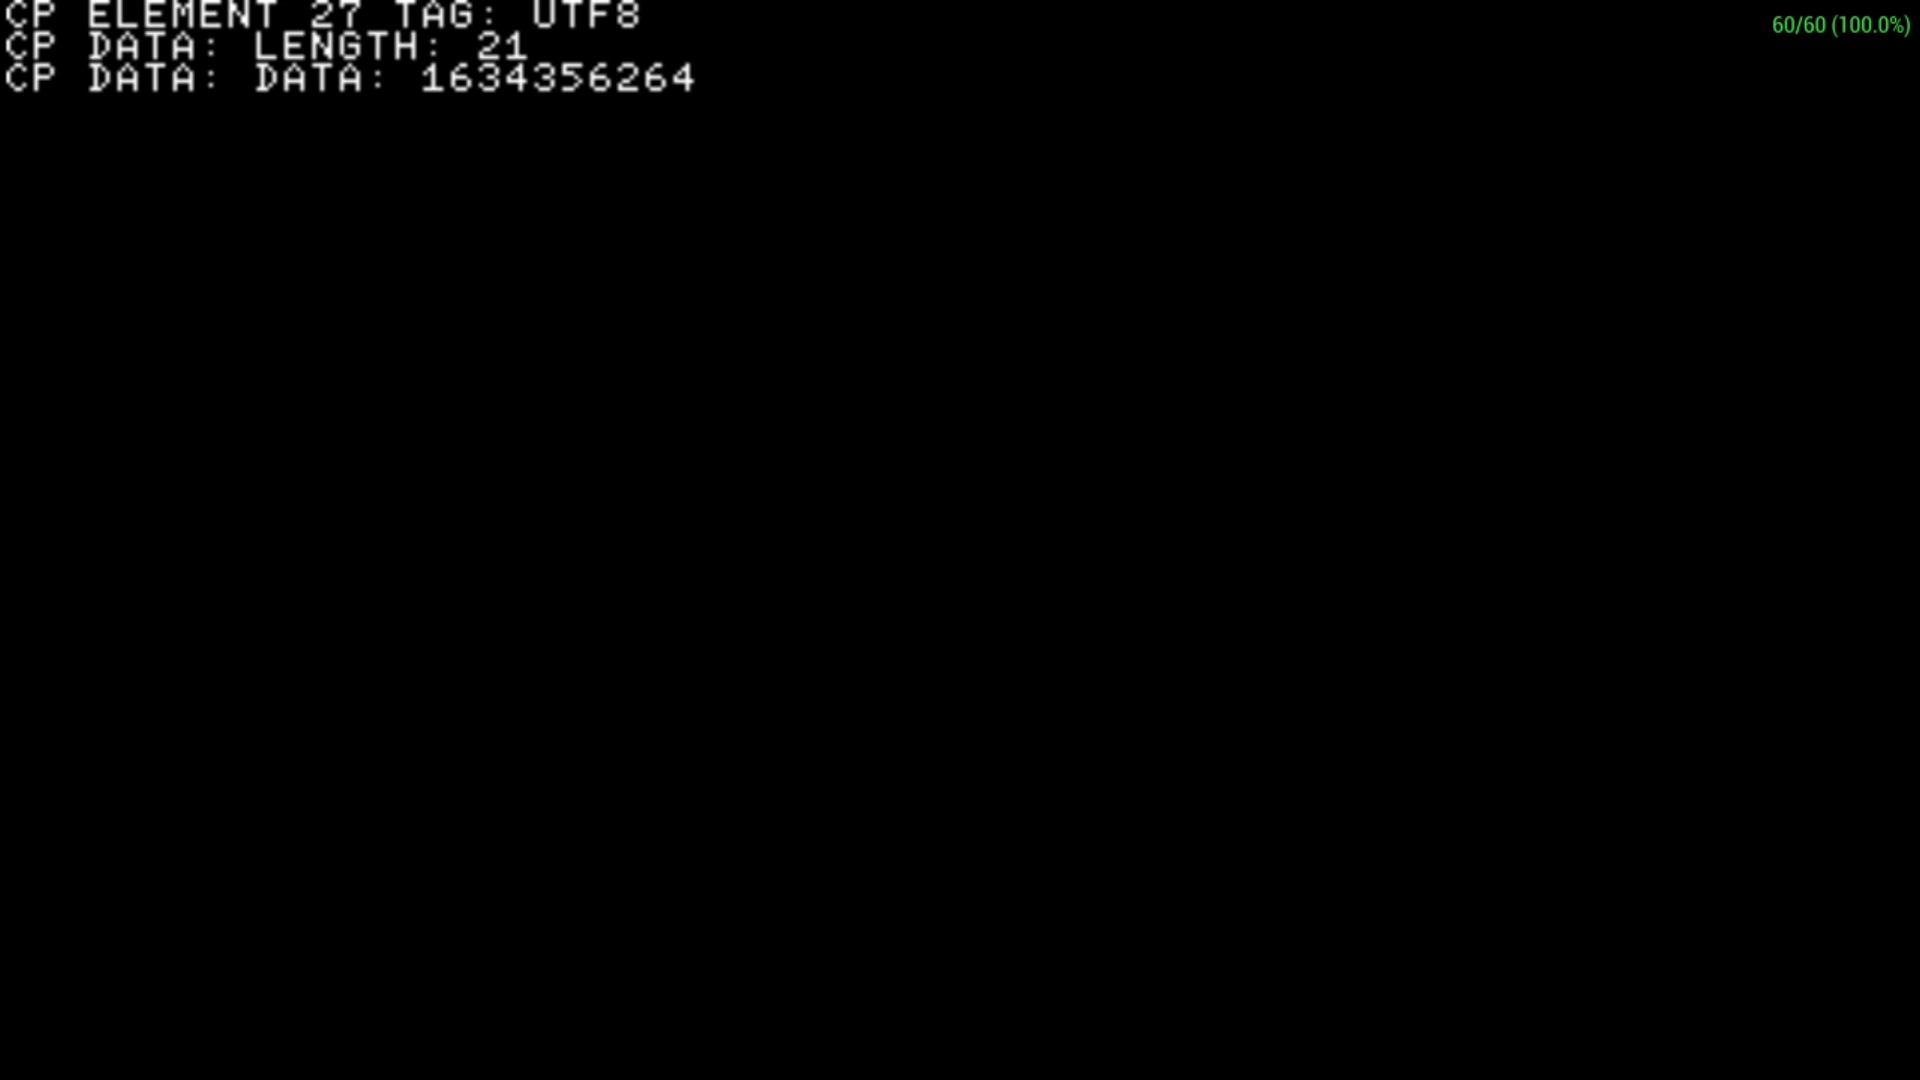 CP ELEMENT 27 TAG: UTF8
60/60 (100.0%)
CP DATA: LENGTH: 21
CP DATA: DATA: 1634356264